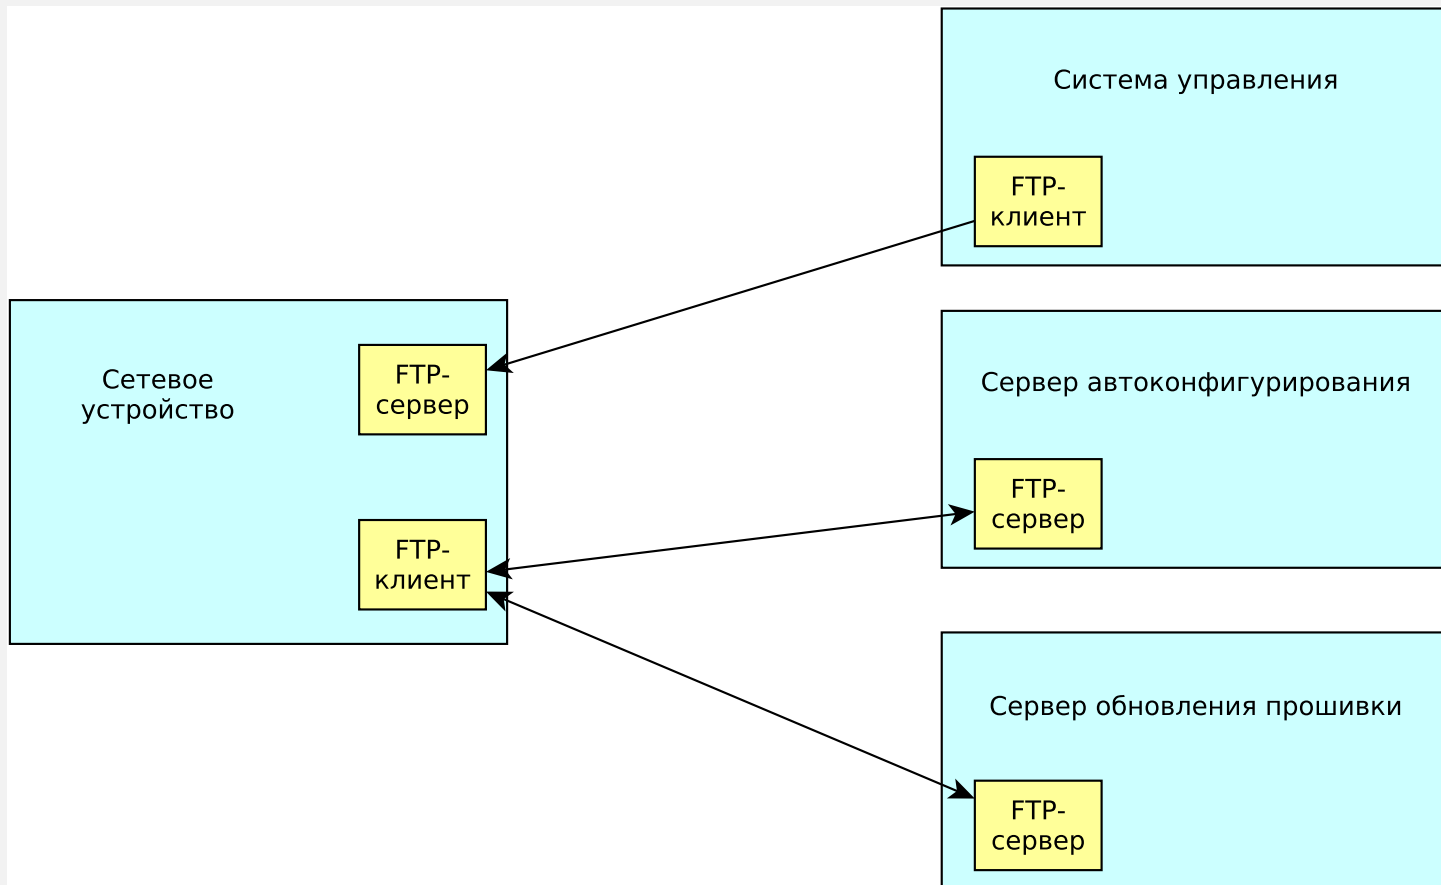 Система управления
FTP-
клиент
Сетевое
устройство
FTP-
сервер
FTP-
клиент
Сервер автоконфигурирования
FTP-
сервер
Сервер обновления прошивки
FTP-
сервер